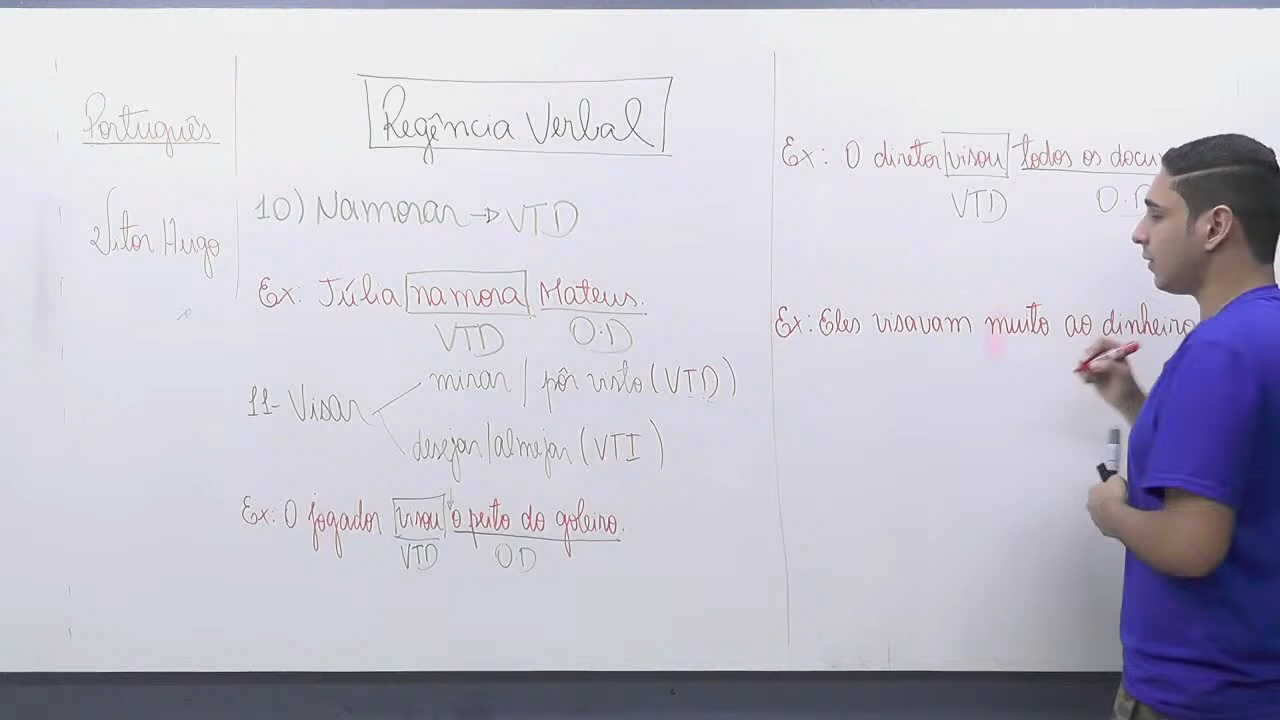 Português
Vitor Hugo
Regência Verbal
10) Namorar → VTD
Ex: Júlia namora Mateus.
VTD O.D
11- Visar
mirar / pôr visto (VTD)
desejar/almejar (VTI)
Ex: O jogador visou o peito do goleiro.
VTD O.D
Ex: O diretor visou todos os docu
VTD O.D
Ex: Eles visavam muito ao dinheiro